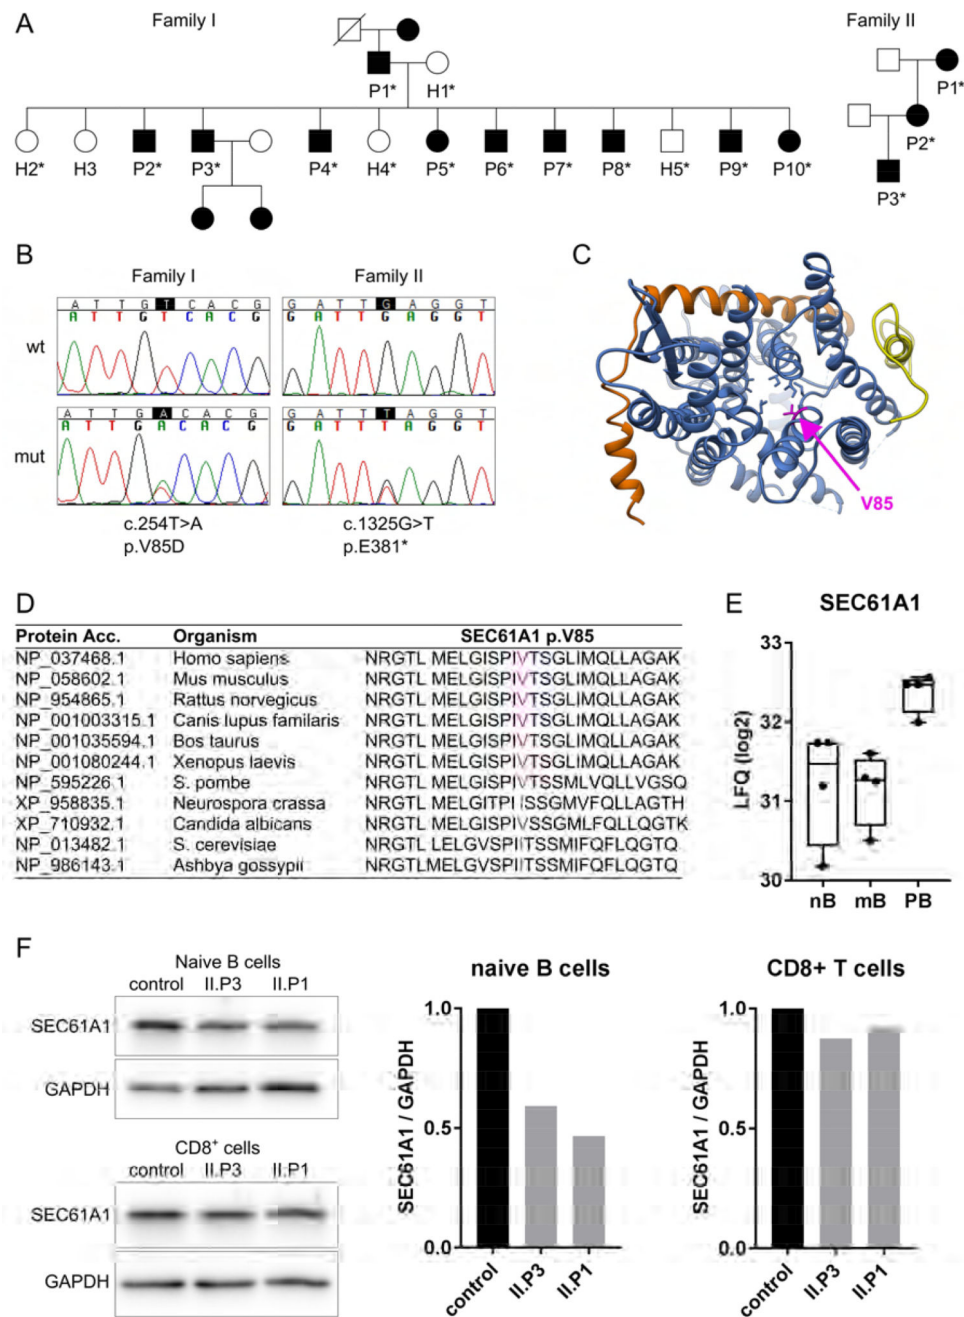 A
Family I
Family II
P1* H1*
P1*
P2*
P3*
H2* H3 P2* P3* P4* H4* P5* P6* P7* P8* H5* P9* P10*
B
Family I
Family II
A T T G T C A C G
A T T G T C A C G
G A T T G A G G T
G A T T G A G G T
wt
A T T G A C A C G
A T T G A C A C G
G A T T T A G G T
G A T T T A G G T
mut
c.254T>A
p.V85D
c.1325G>T
p.E381*
C
V85
D
Protein Acc. Organism SEC61A1 p.V85
NP_037468.1 Homo sapiens NRGTL MELGISPIVTSGLIMQLLAGAK
NP_058602.1 Mus musculus NRGTL MELGISPIVTSGLIMQLLAGAK
NP_954865.1 Rattus norvegicus NRGTL MELGISPIVTSGLIMQLLAGAK
NP_001003315.1 Canis lupus familaris NRGTL MELGISPIVTSGLIMQLLAGAK
NP_001035594.1 Bos taurus NRGTL MELGISPIVTSGLIMQLLAGAK
NP_001080244.1 Xenopus laevis NRGTL MELGISPIVTSGLIMQLLAGAK
NP_595226.1 S. pombe NRGTL MELGISPIVTSSMLVQLLVGSQ
XP_958835.1 Neurospora crassa NRGTL MELGITPI ISSGMVFQLLAGTH
XP_710932.1 Candida albicans NRGTL MELGISPIVSSGMLFQLLQGTK
NP_013482.1 S. cerevisiae NRGTL LELGVSPIITSSMIFQFLQGTQ
NP_986143.1 Ashbya gossypii NRGTLMELGVSPIITSSMIFQFLQGTQ
E
SEC61A1
LFQ (log2)
33
32
31
30
nB mB PB
F
Naive B cells
control II.P3 II.P1
SEC61A1
GAPDH
CD8+ cells
control II.P3 II.P1
SEC61A1
GAPDH
naive B cells
SEC61A1 / GAPDH
1.0
0.5
0.0
control II.P3 II.P1
CD8+ T cells
SEC61A1 / GAPDH
1.0
0.5
0.0
control II.P3 II.P1